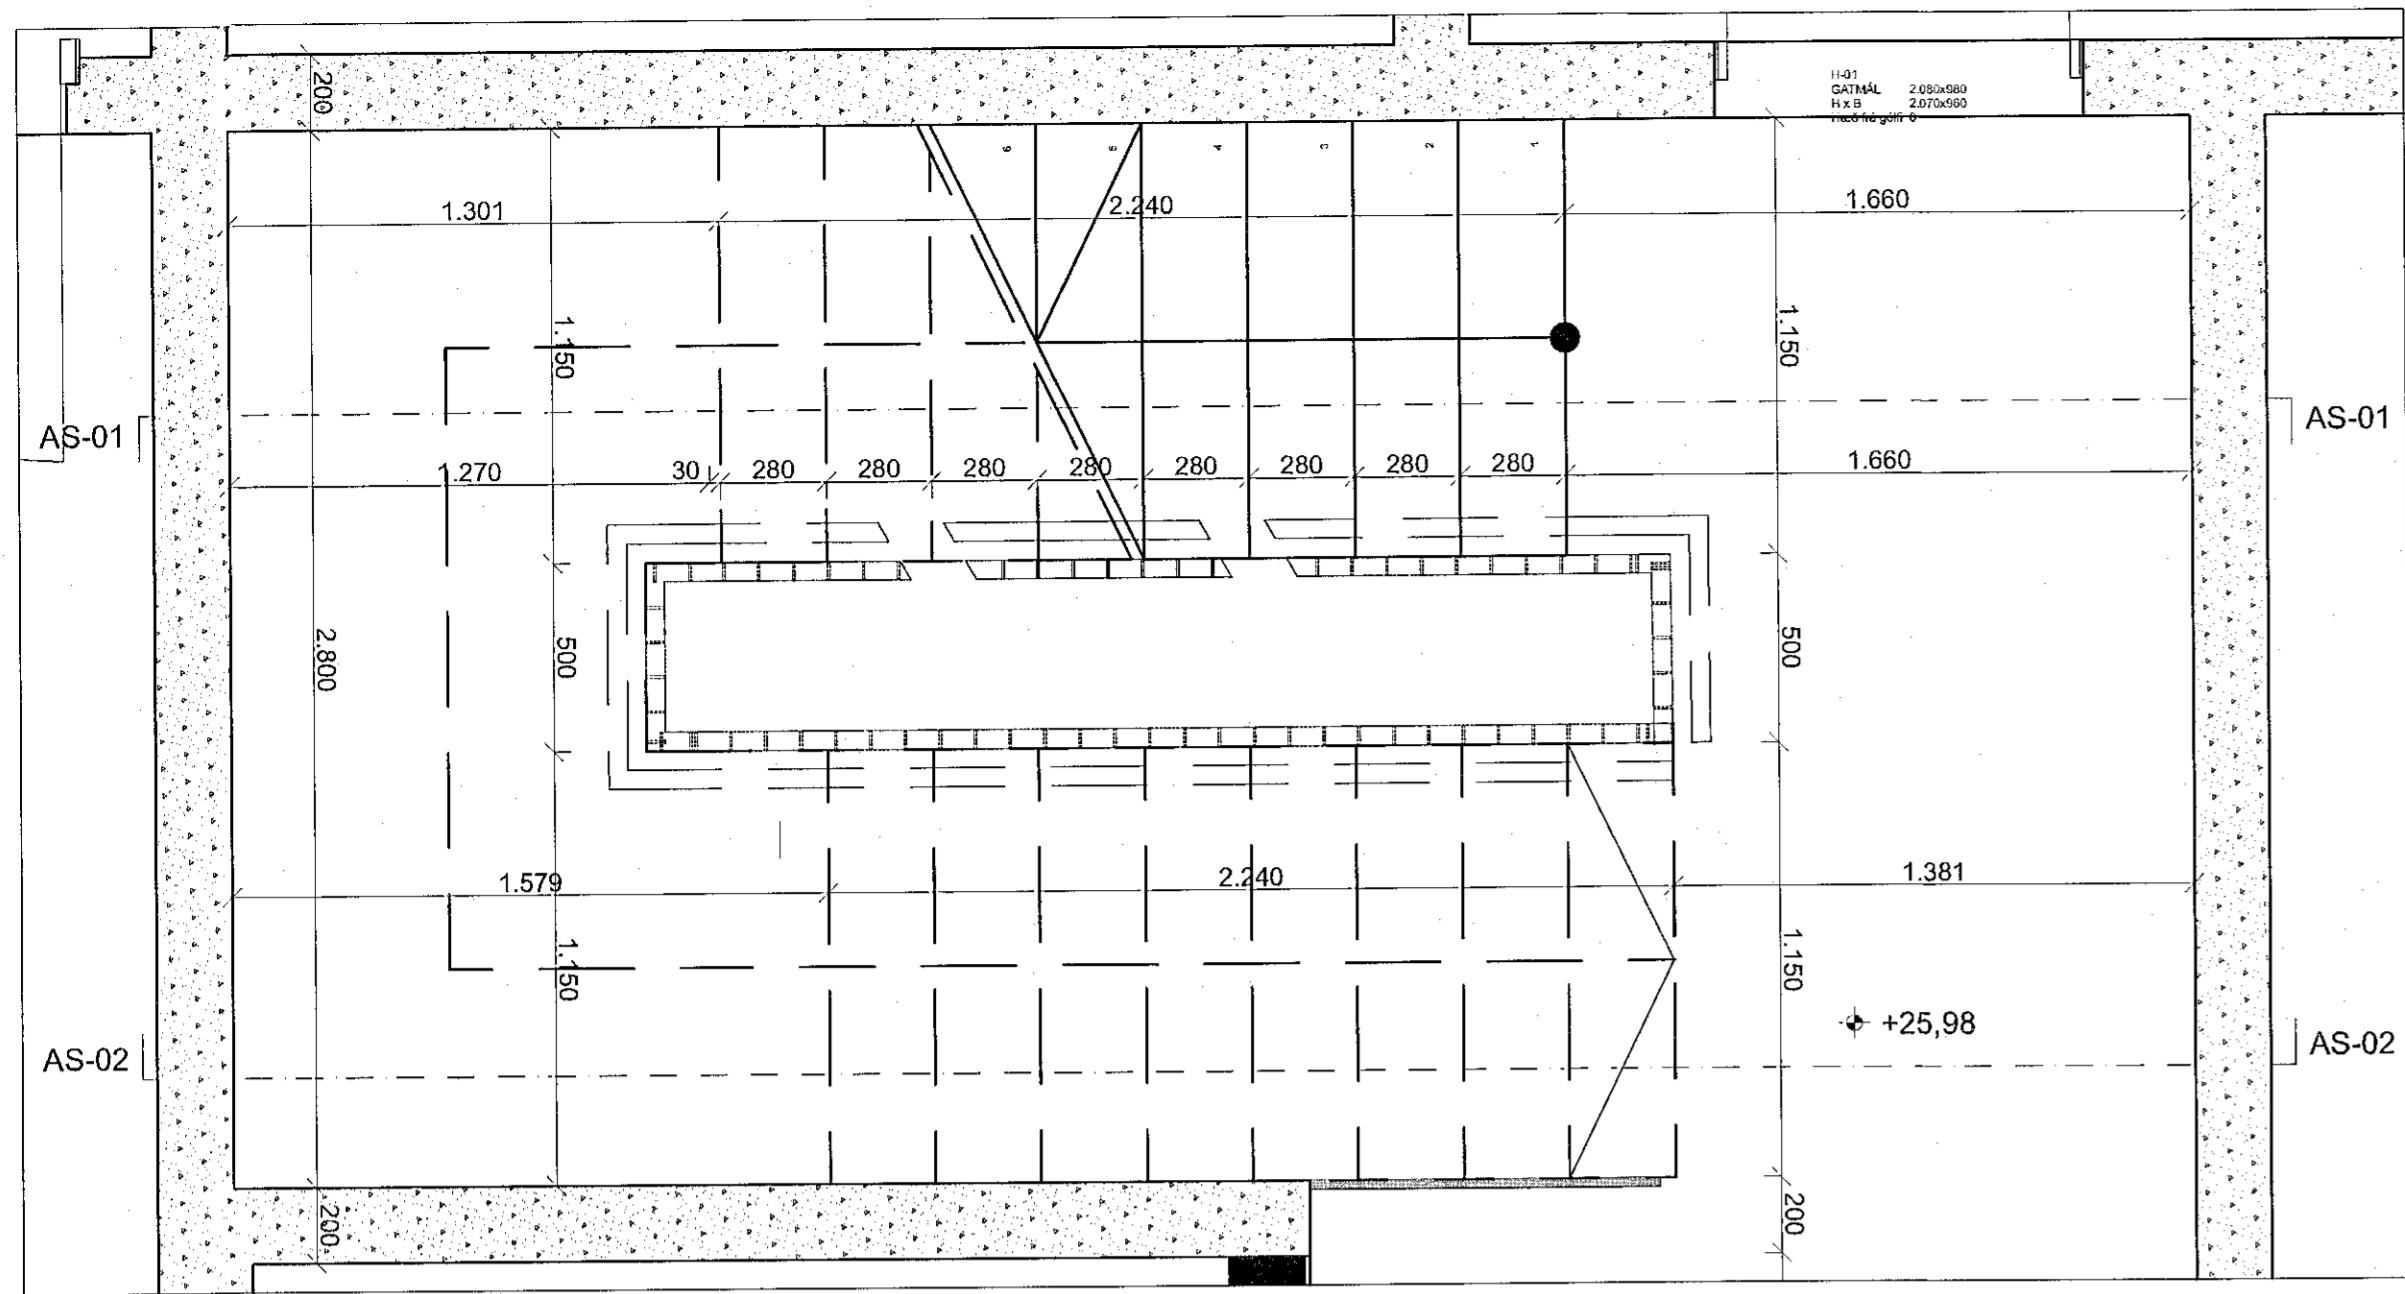 200
H-01
GATMÁL 2.080x980
H x B 2.070x960
6 5 4 3 2 1
1.301 2.240 1.660
1.150 1.150
AS-01 AS-01
1.270 30 280 280 280 280 280 280 280 280 1.660
2.800 500 500
1.579 2.240 1.381
1.150 1.150
+25,98
AS-02 AS-02
200 200